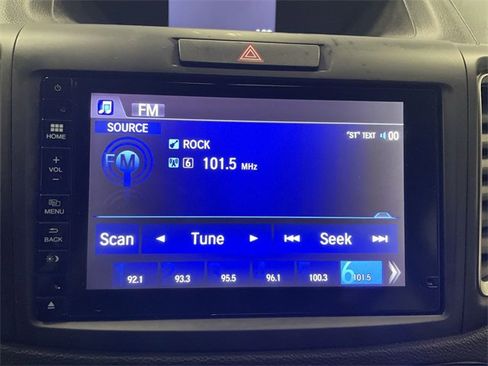 FM
SOURCE
FM
ROCK
"ST" TEXT 00
6 101.5 MHz
HOME
+
VOL
−
MENU
BACK
Scan Tune Seek
92.1 93.3 95.5 96.1 100.3 6 101.5